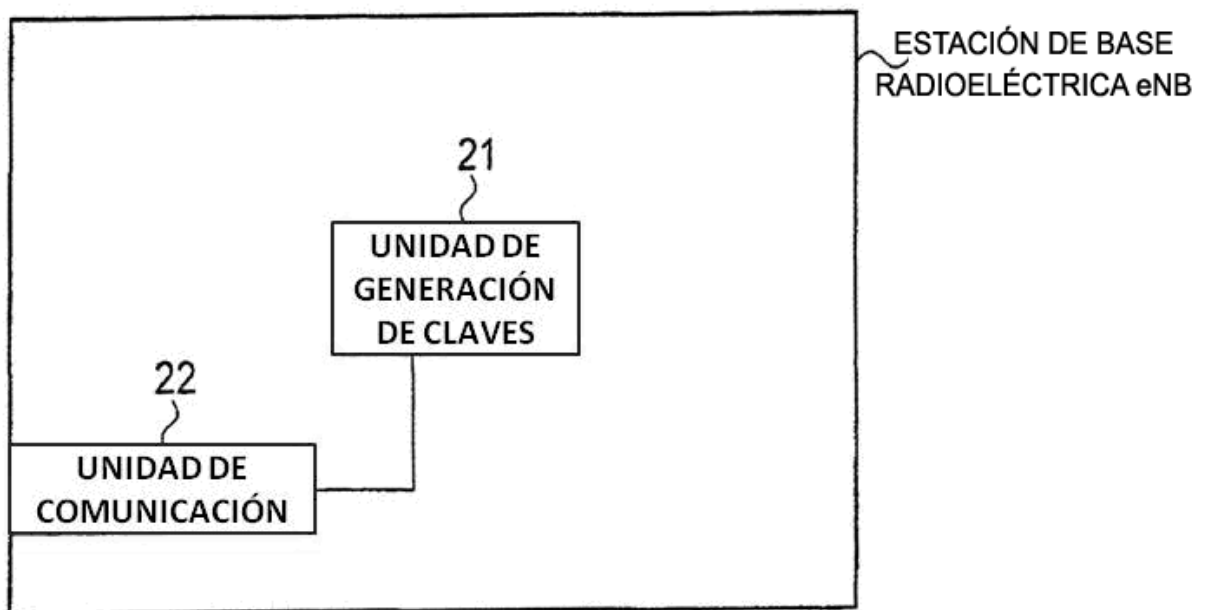 ESTACIÓN DE BASE
RADIOELÉCTRICA eNB
21
UNIDAD DE
GENERACIÓN
DE CLAVES
22
UNIDAD DE
COMUNICACIÓN